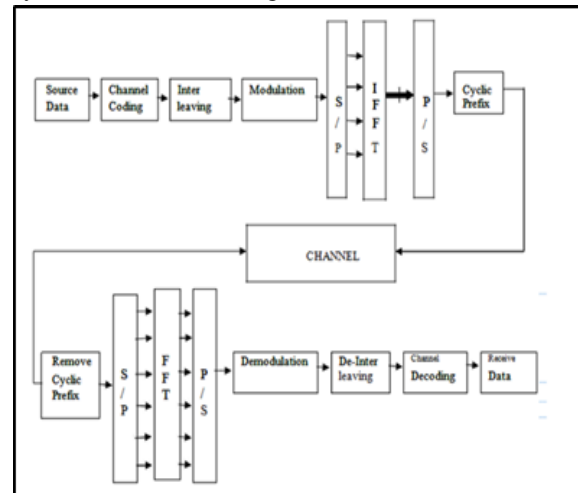 Source
Data
Channel
Coding
Inter
leaving
Modulation
S
/
P
I
F
F
T
P
/
S
Cyclic
Prefix
CHANNEL
Remove
Cyclic
Prefix
S
/
P
F
F
T
P
/
S
Demodulation
De-Inter
leaving
Channel
Decoding
Receive
Data